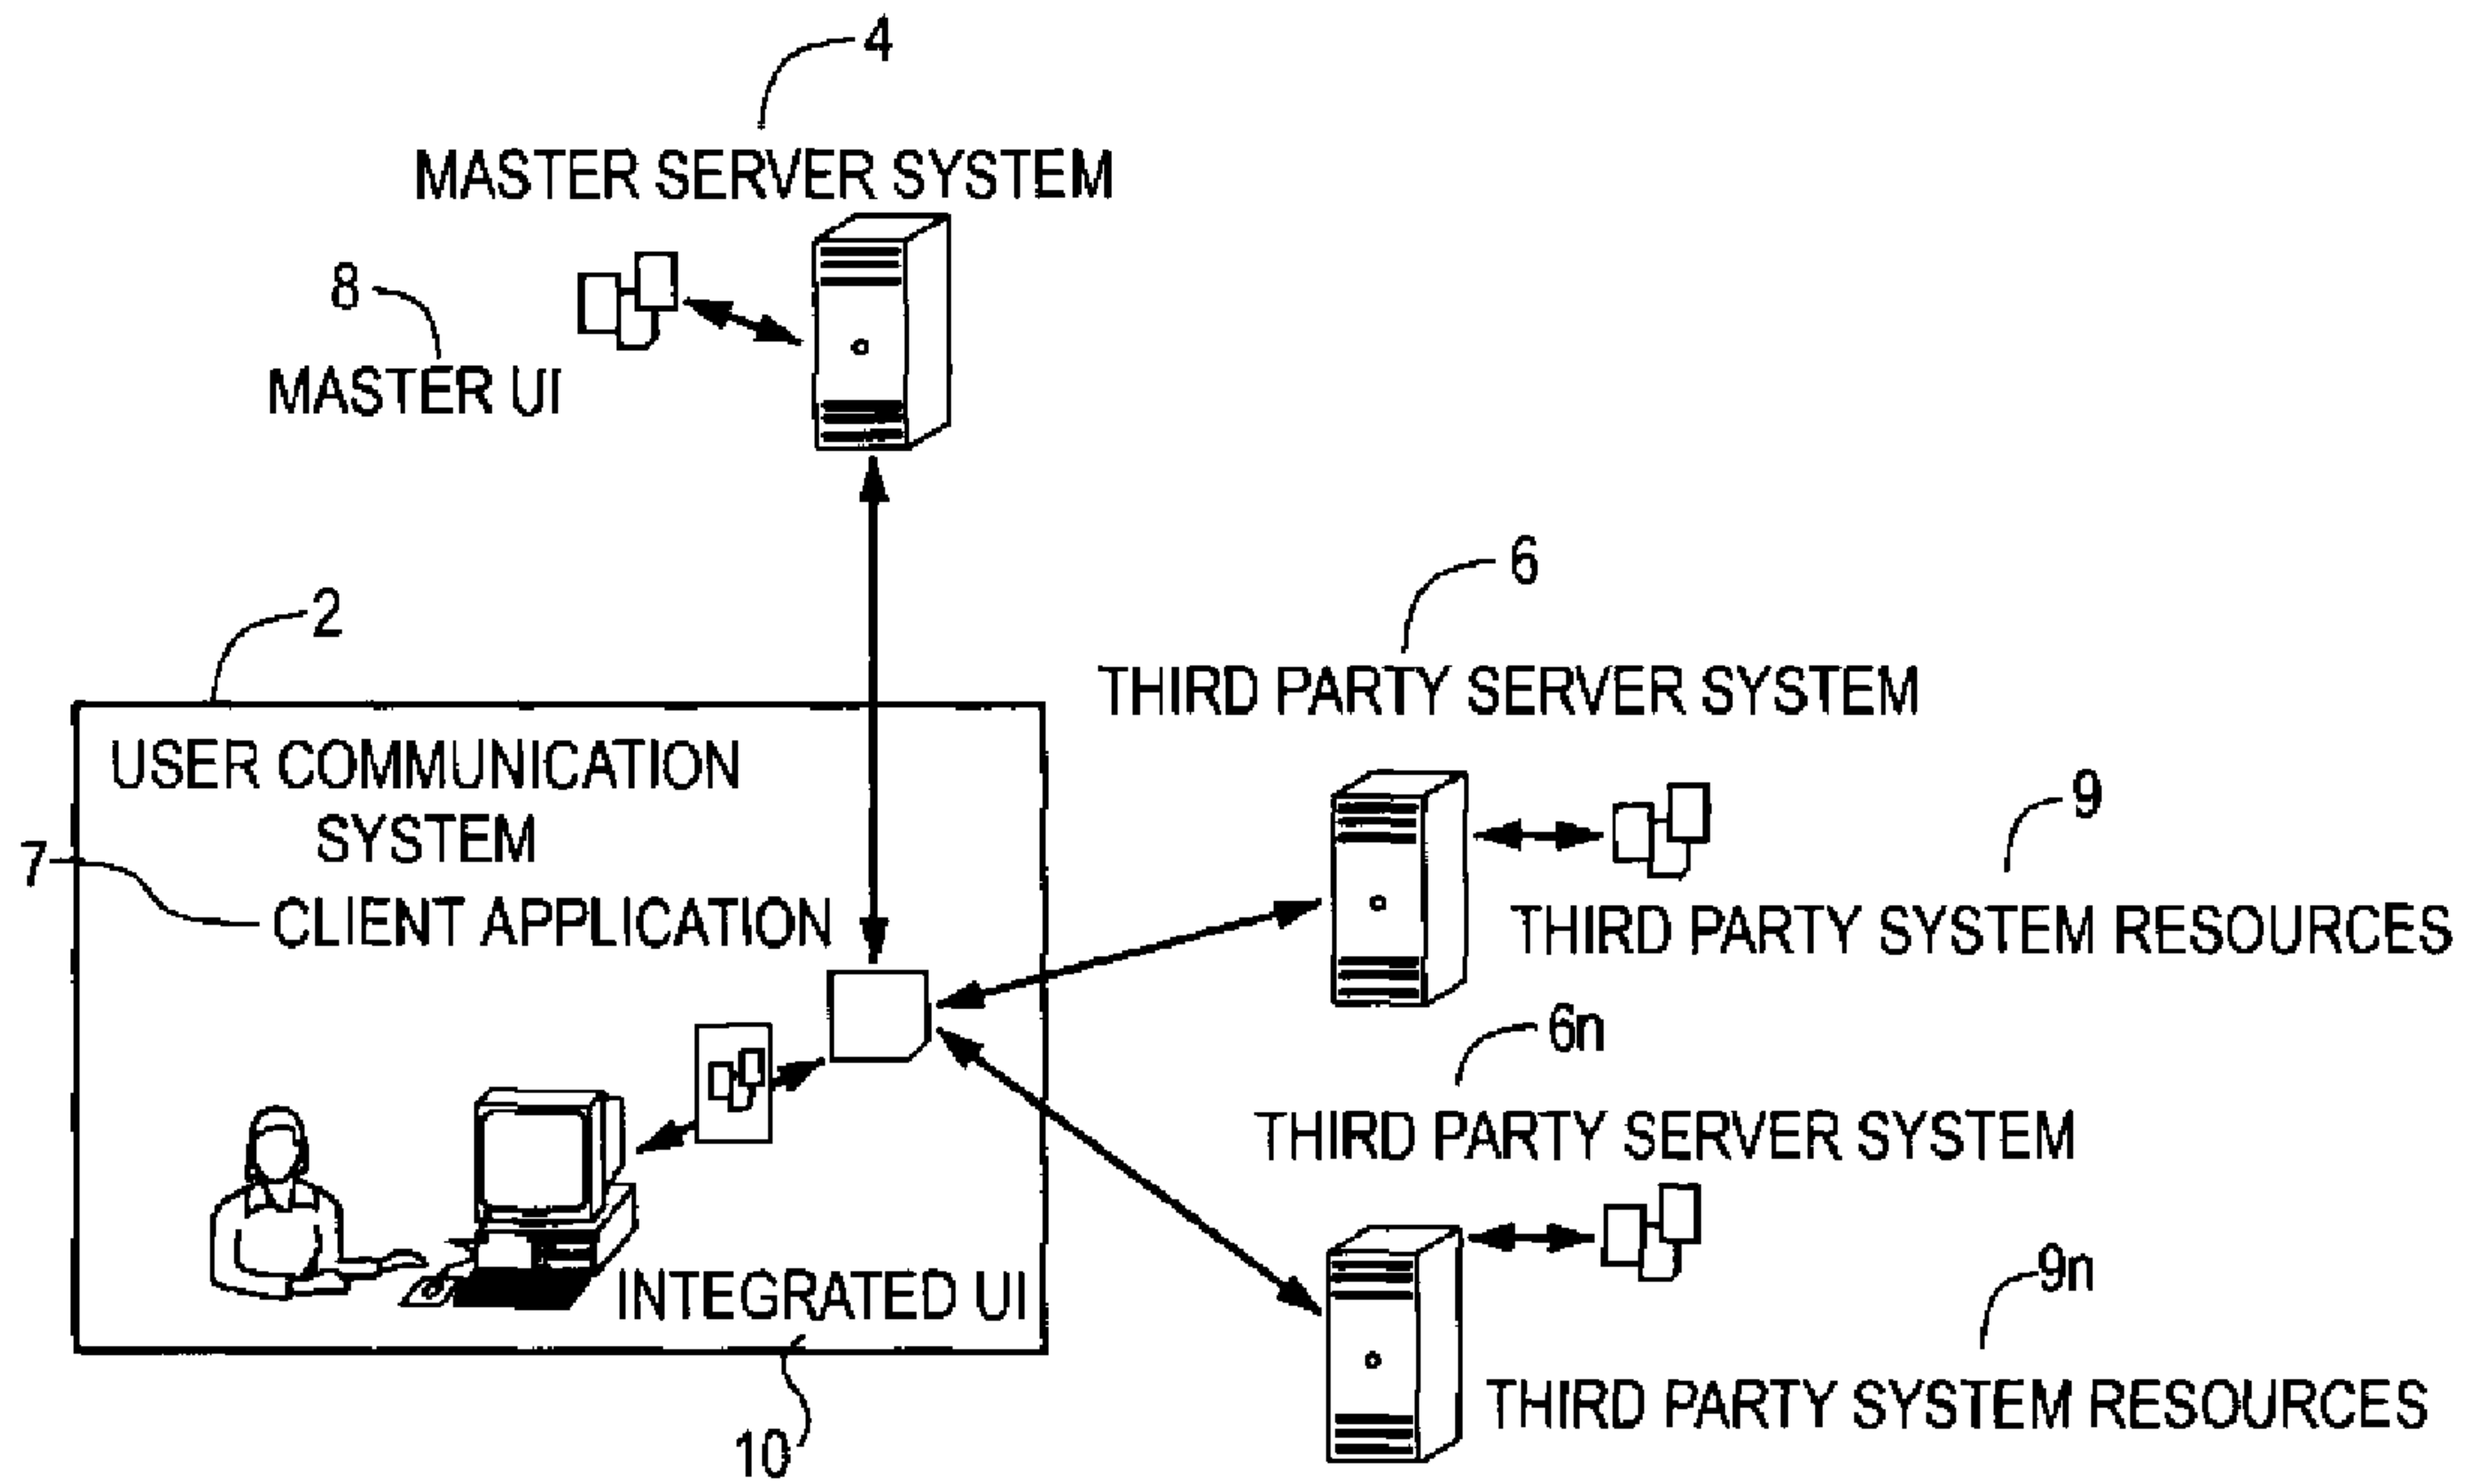 4
MASTER SERVER SYSTEM
8
MASTER UI
2
6
THIRD PARTY SERVER SYSTEM
USER COMMUNICATION
SYSTEM
7
CLIENT APPLICATION
9
THIRD PARTY SYSTEM RESOURCES
6n
THIRD PARTY SERVER SYSTEM
INTEGRATED UI
9n
THIRD PARTY SYSTEM RESOURCES
10